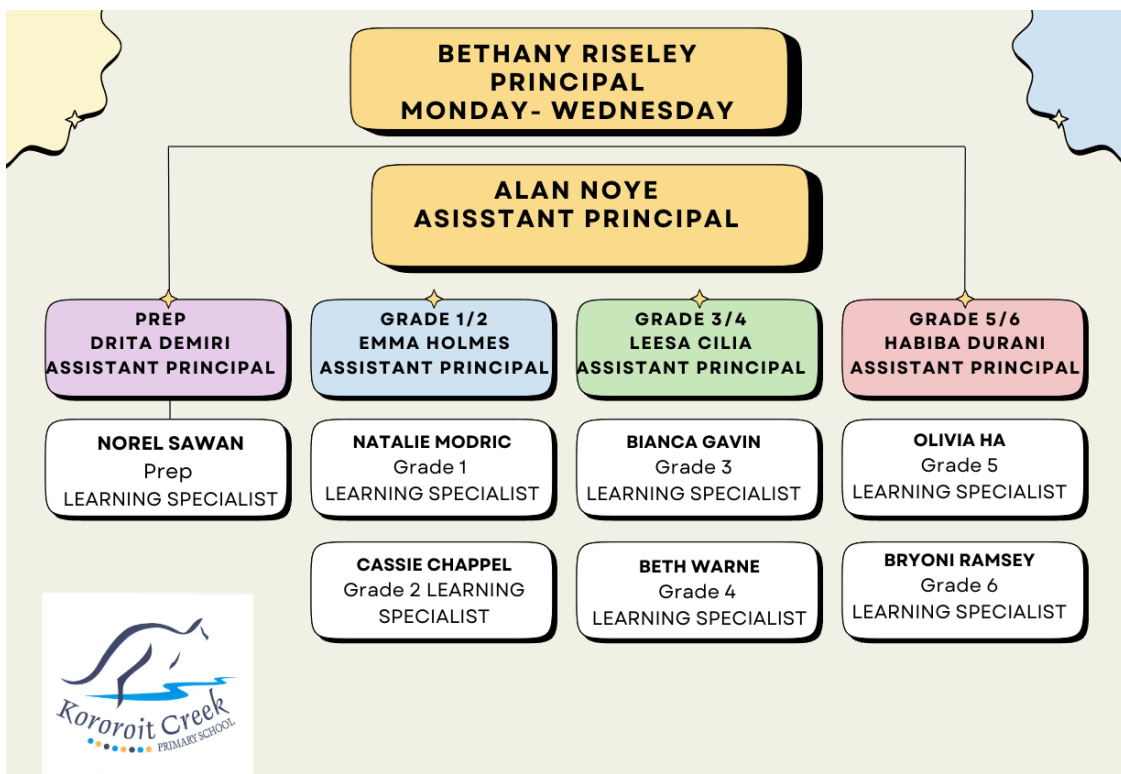 BETHANY RISELEY
PRINCIPAL
MONDAY- WEDNESDAY
ALAN NOYE
ASISSTANT PRINCIPAL
PREP
DRITA DEMIRI
ASSISTANT PRINCIPAL
GRADE 1/2
EMMA HOLMES
ASSISTANT PRINCIPAL
GRADE 3/4
LEESA CILIA
ASSISTANT PRINCIPAL
GRADE 5/6
HABIBA DURANI
ASSISTANT PRINCIPAL
NOREL SAWAN
Prep
LEARNING SPECIALIST
NATALIE MODRIC
Grade 1
LEARNING SPECIALIST
BIANCA GAVIN
Grade 3
LEARNING SPECIALIST
OLIVIA HA
Grade 5
LEARNING SPECIALIST
CASSIE CHAPPEL
Grade 2 LEARNING
SPECIALIST
BETH WARNE
Grade 4
LEARNING SPECIALIST
BRYONI RAMSEY
Grade 6
LEARNING SPECIALIST
Kororoit Creek
PRIMARY SCHOOL